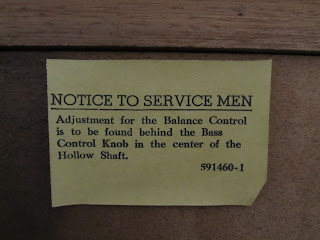 NOTICE TO SERVICE MEN
Adjustment for the Balance Control
is to be found behind the Bass
Control Knob in the center of the
Hollow Shaft.
591460-1